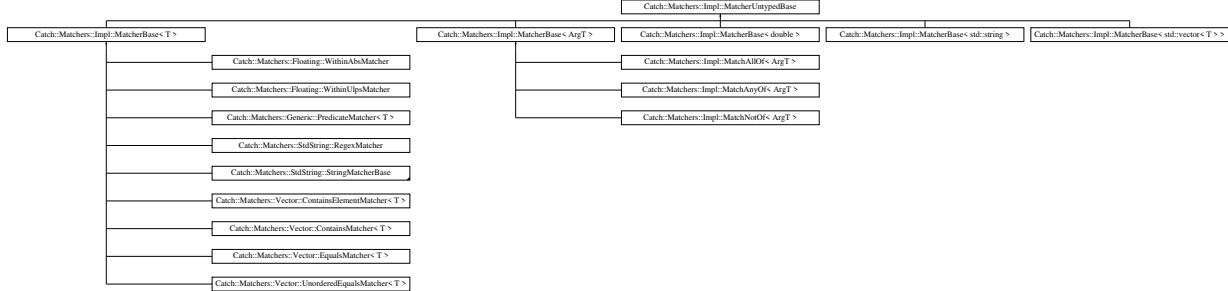 Catch::Matchers::Impl::MatcherUntypedBase
Catch::Matchers::Impl::MatcherBase< T >
Catch::Matchers::Impl::MatcherBase< ArgT >
Catch::Matchers::Impl::MatcherBase< double >
Catch::Matchers::Impl::MatcherBase< std::string >
Catch::Matchers::Impl::MatcherBase< std::vector< T > >
Catch::Matchers::Floating::WithinAbsMatcher
Catch::Matchers::Impl::MatchAllOf< ArgT >
Catch::Matchers::Floating::WithinUlpsMatcher
Catch::Matchers::Impl::MatchAnyOf< ArgT >
Catch::Matchers::Generic::PredicateMatcher< T >
Catch::Matchers::Impl::MatchNotOf< ArgT >
Catch::Matchers::StdString::RegexMatcher
Catch::Matchers::StdString::StringMatcherBase
Catch::Matchers::Vector::ContainsElementMatcher< T >
Catch::Matchers::Vector::ContainsMatcher< T >
Catch::Matchers::Vector::EqualsMatcher< T >
Catch::Matchers::Vector::UnorderedEqualsMatcher< T >